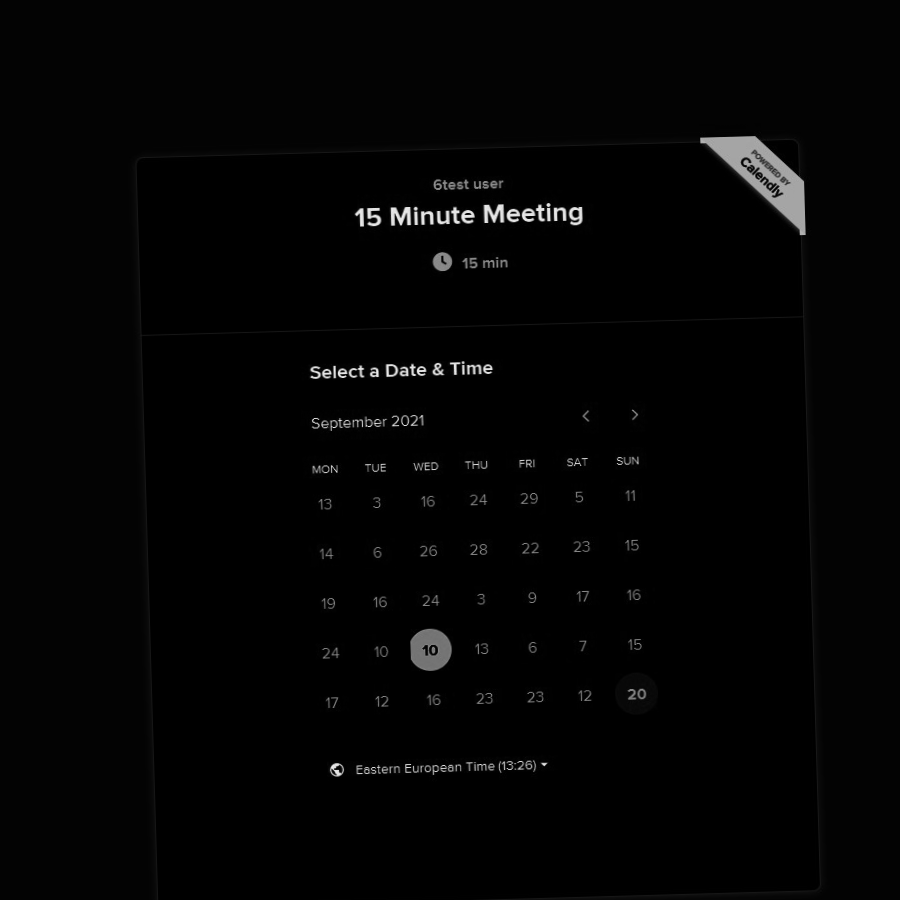 POWERED BY
Calendly
6test user
15 Minute Meeting
15 min
Select a Date & Time
September 2021
MON TUE WED THU FRI SAT SUN
13 3 16 24 29 5 11
14 6 26 28 22 23 15
19 16 24 3 9 17 16
24 10 10 13 6 7 15
17 12 16 23 23 12 20
Eastern European Time (13:26)